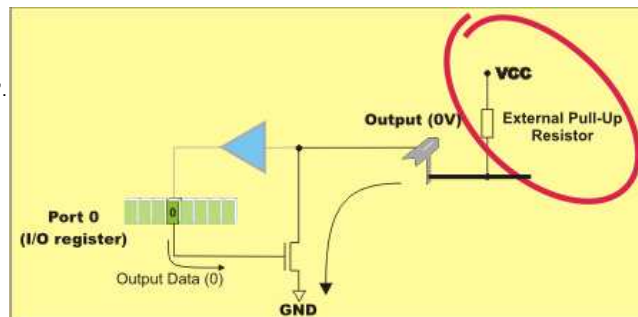 VCC
Output (0V)
External Pull-Up
Resistor
0
Port 0
(I/O register)
Output Data (0)
GND